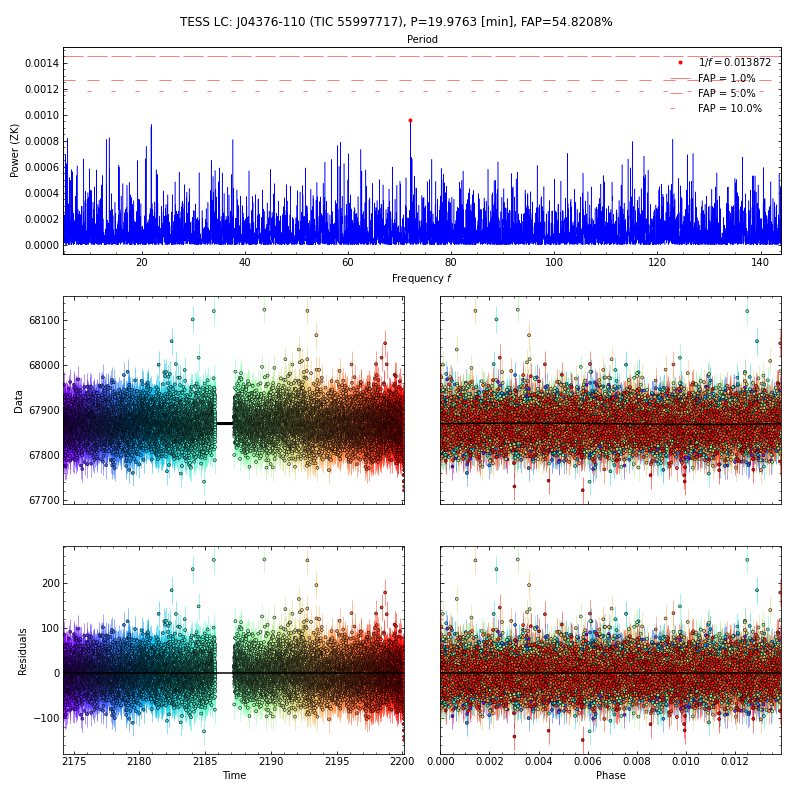 TESS LC: J04376-110 (TIC 55997717), P=19.9763 [min], FAP=54.8208%
Period
Power (ZK)
0.0014
0.0012
0.0010
0.0008
0.0006
0.0004
0.0002
0.0000
1/f = 0.013872
FAP = 1.0%
FAP = 5.0%
FAP = 10.0%
20 40 60 80 100 120 140
Frequency f
Data
68100
68000
67900
67800
67700
Residuals
200
100
0
−100
2175 2180 2185 2190 2195 2200
Time
0.000 0.002 0.004 0.006 0.008 0.010 0.012
Phase